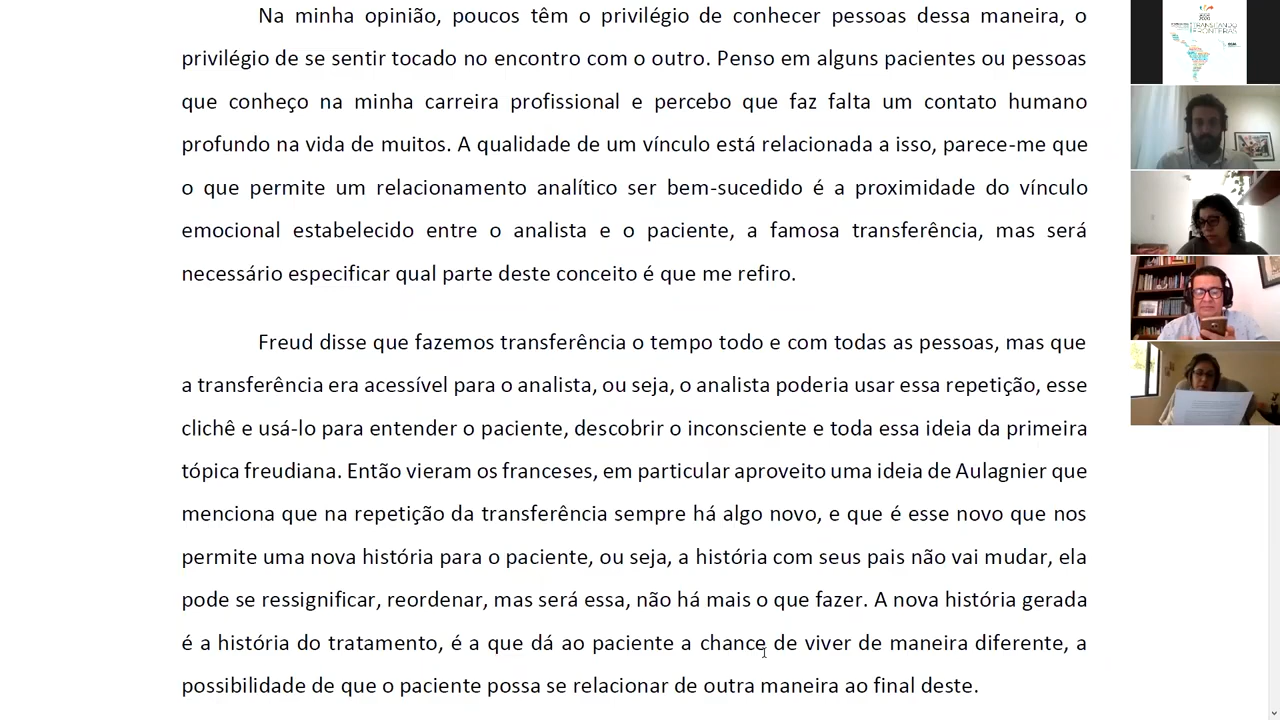 Na minha opinião, poucos têm o privilégio de conhecer pessoas dessa maneira, o
privilégio de se sentir tocado no encontro com o outro. Penso em alguns pacientes ou pessoas
que conheço na minha carreira profissional e percebo que faz falta um contato humano
profundo na vida de muitos. A qualidade de um vínculo está relacionada a isso, parece-me que
o que permite um relacionamento analítico ser bem-sucedido é a proximidade do vínculo
emocional estabelecido entre o analista e o paciente, a famosa transferência, mas será
necessário especificar qual parte deste conceito é que me refiro.
Freud disse que fazemos transferência o tempo todo e com todas as pessoas, mas que
a transferência era acessível para o analista, ou seja, o analista poderia usar essa repetição, esse
clichê e usá-lo para entender o paciente, descobrir o inconsciente e toda essa ideia da primeira
tópica freudiana. Então vieram os franceses, em particular aproveito uma ideia de Aulagnier que
menciona que na repetição da transferência sempre há algo novo, e que é esse novo que nos
permite uma nova história para o paciente, ou seja, a história com seus pais não vai mudar, ela
pode se ressignificar, reordenar, mas será essa, não há mais o que fazer. A nova história gerada
é a história do tratamento, é a que dá ao paciente a chance de viver de maneira diferente, a
possibilidade de que o paciente possa se relacionar de outra maneira ao final deste.
TRANSITANDO
FRONTEIRAS